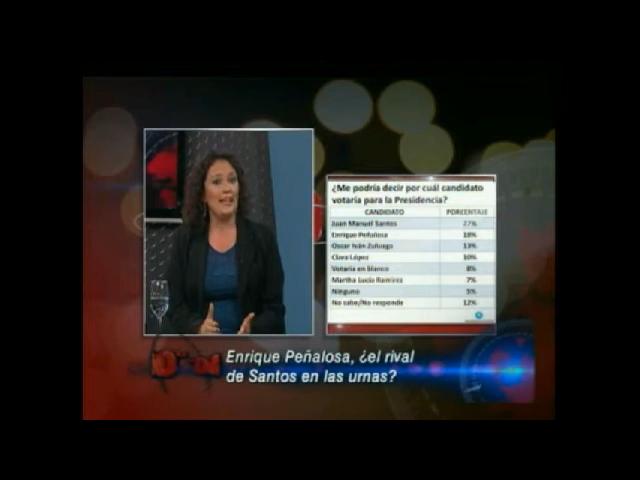 ¿Me podría decir por cuál candidato
votaría para la Presidencia?
CANDIDATO PORCENTAJE
Juan Manuel Santos 27%
Enrique Peñalosa 18%
Oscar Iván Zuluaga 13%
Clara López 10%
Votaría en blanco 8%
Martha Lucía Ramírez 7%
Ninguno 5%
No sabe/No responde 12%
Enrique Peñalosa, ¿el rival
de Santos en las urnas?